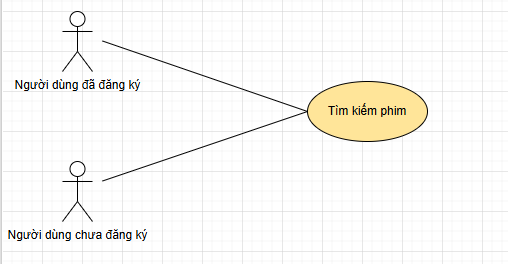 Người dùng đã đăng ký
Tìm kiếm phim
Người dùng chưa đăng ký